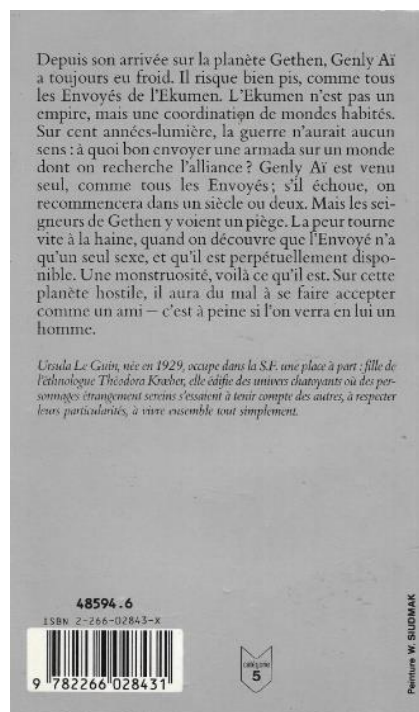 Depuis son arrivée sur la planète Gethen, Genly Aï
a toujours eu froid. Il risque bien pis, comme tous
les Envoyés de l'Ekumen. L'Ekumen n'est pas un
empire, mais une coordination de mondes habités.
Sur cent années-lumière, la guerre n'aurait aucun
sens : à quoi bon envoyer une armada sur un monde
dont on recherche l'alliance ? Genly Aï est venu
seul, comme tous les Envoyés ; s'il échoue, on
recommencera dans un siècle ou deux. Mais les sei-
gneurs de Gethen y voient un piège. La peur tourne
vite à la haine, quand on découvre que l'Envoyé n'a
qu'un seul sexe, et qu'il est perpétuellement dispo-
nible. Une monstruosité, voilà ce qu'il est. Sur cette
planète hostile, il aura du mal à se faire accepter
comme un ami – c'est à peine si l'on verra en lui un
homme.
Ursula Le Guin, née en 1929, occupe dans la S.F. une place à part : fille de
l'ethnologue Théodora Krœber, elle édifie des univers chatoyants où des per-
sonnages étrangement sereins s'essaient à tenir compte des autres, à respecter
leurs particularités, à vivre ensemble tout simplement.
48594.6
ISBN 2-266-02843-X
9 782266 028431
catégorie
5
Peinture W. SIUDMAK